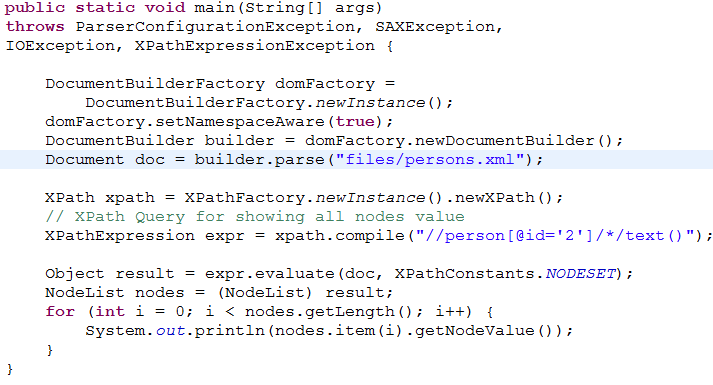 public static void main(String[] args)
throws ParserConfigurationException, SAXException,
IOException, XPathExpressionException {
DocumentBuilderFactory domFactory =
DocumentBuilderFactory.newInstance();
domFactory.setNamespaceAware(true);
DocumentBuilder builder = domFactory.newDocumentBuilder();
Document doc = builder.parse("files/persons.xml");
XPath xpath = XPathFactory.newInstance().newXPath();
// XPath Query for showing all nodes value
XPathExpression expr = xpath.compile("//person[@id='2']/*/text()");
Object result = expr.evaluate(doc, XPathConstants.NODESET);
NodeList nodes = (NodeList) result;
for (int i = 0; i < nodes.getLength(); i++) {
System.out.println(nodes.item(i).getNodeValue());
}
}